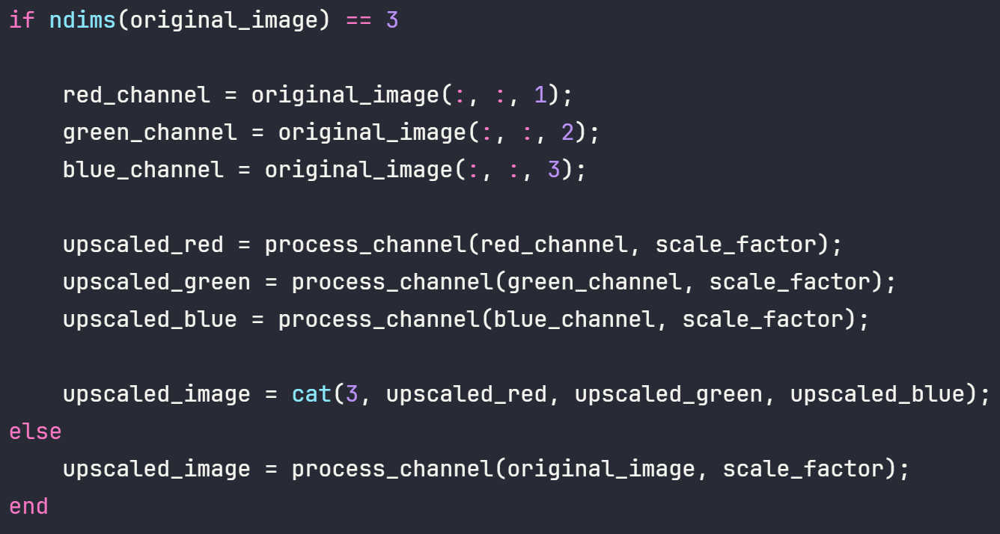 if ndims(original_image) == 3
red_channel = original_image(:, :, 1);
green_channel = original_image(:, :, 2);
blue_channel = original_image(:, :, 3);
upscaled_red = process_channel(red_channel, scale_factor);
upscaled_green = process_channel(green_channel, scale_factor);
upscaled_blue = process_channel(blue_channel, scale_factor);
upscaled_image = cat(3, upscaled_red, upscaled_green, upscaled_blue);
else
upscaled_image = process_channel(original_image, scale_factor);
end